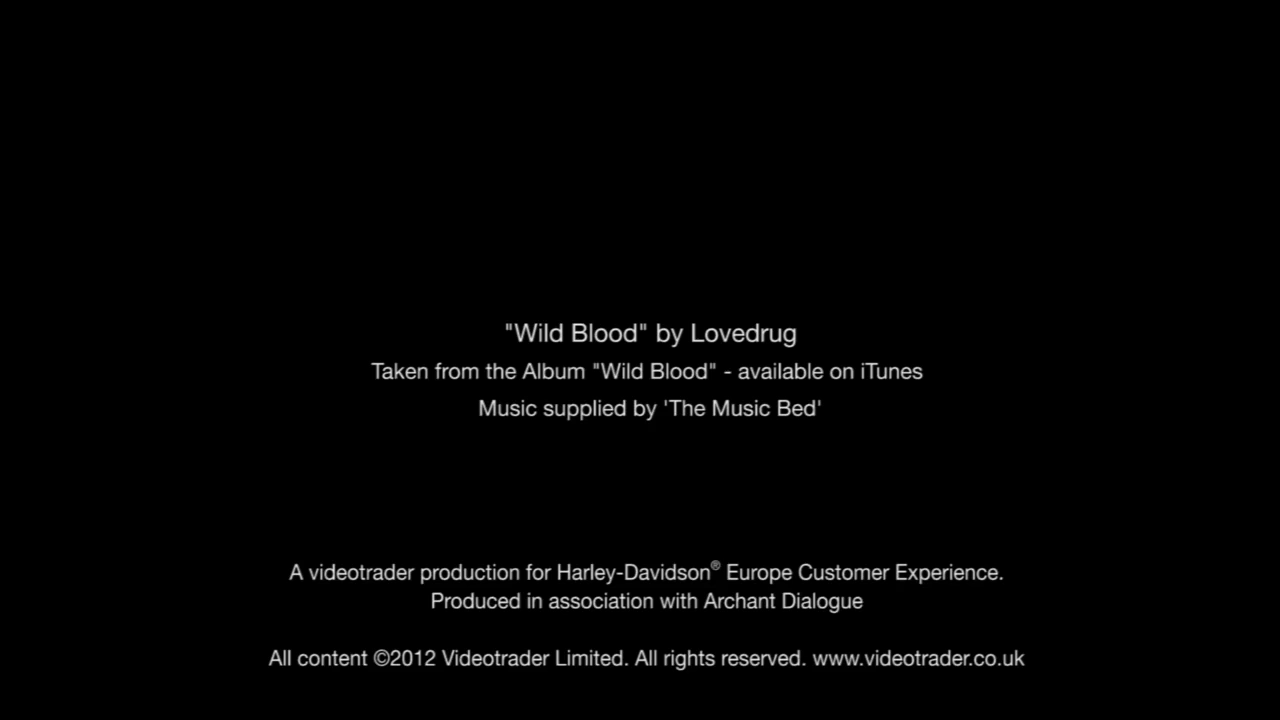 "Wild Blood" by Lovedrug
Taken from the Album "Wild Blood" - available on iTunes
Music supplied by 'The Music Bed'
A videotrader production for Harley-Davidson® Europe Customer Experience.
Produced in association with Archant Dialogue
All content ©2012 Videotrader Limited. All rights reserved. www.videotrader.co.uk